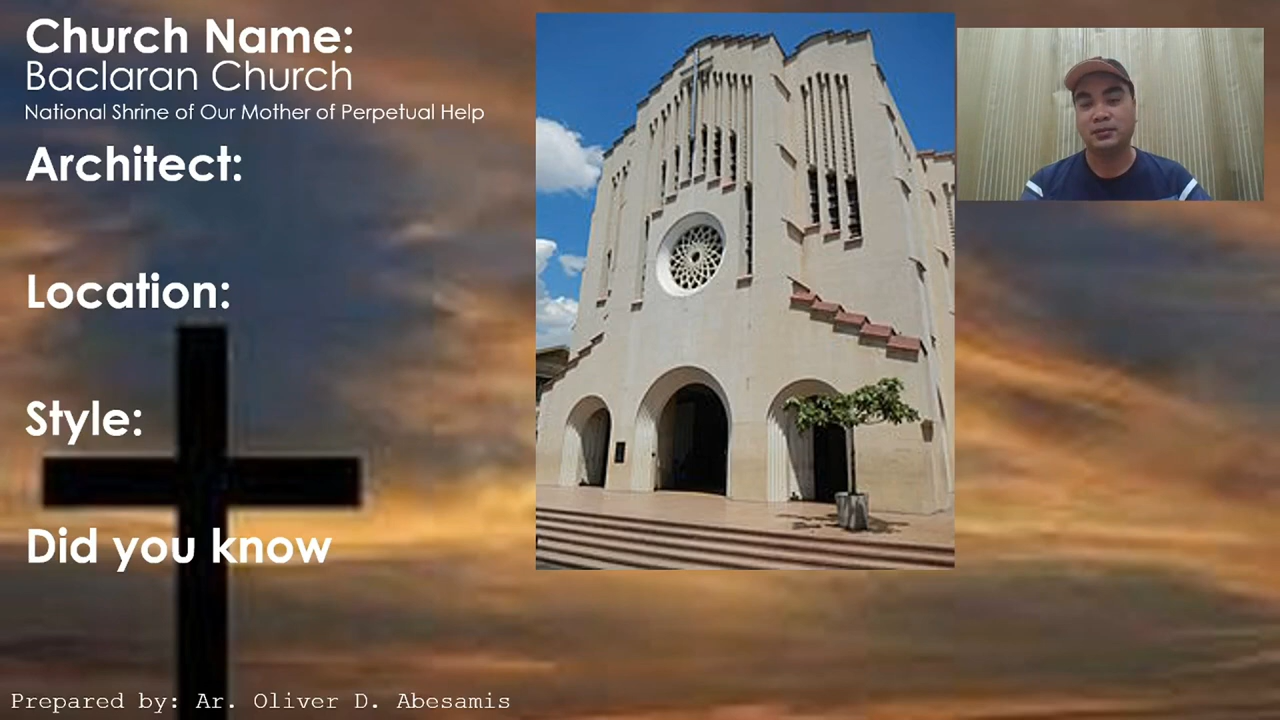 Church Name:
Baclaran Church
National Shrine of Our Mother of Perpetual Help
Architect:
Location:
Style:
Did you know
Prepared by: Ar. Oliver D. Abesamis